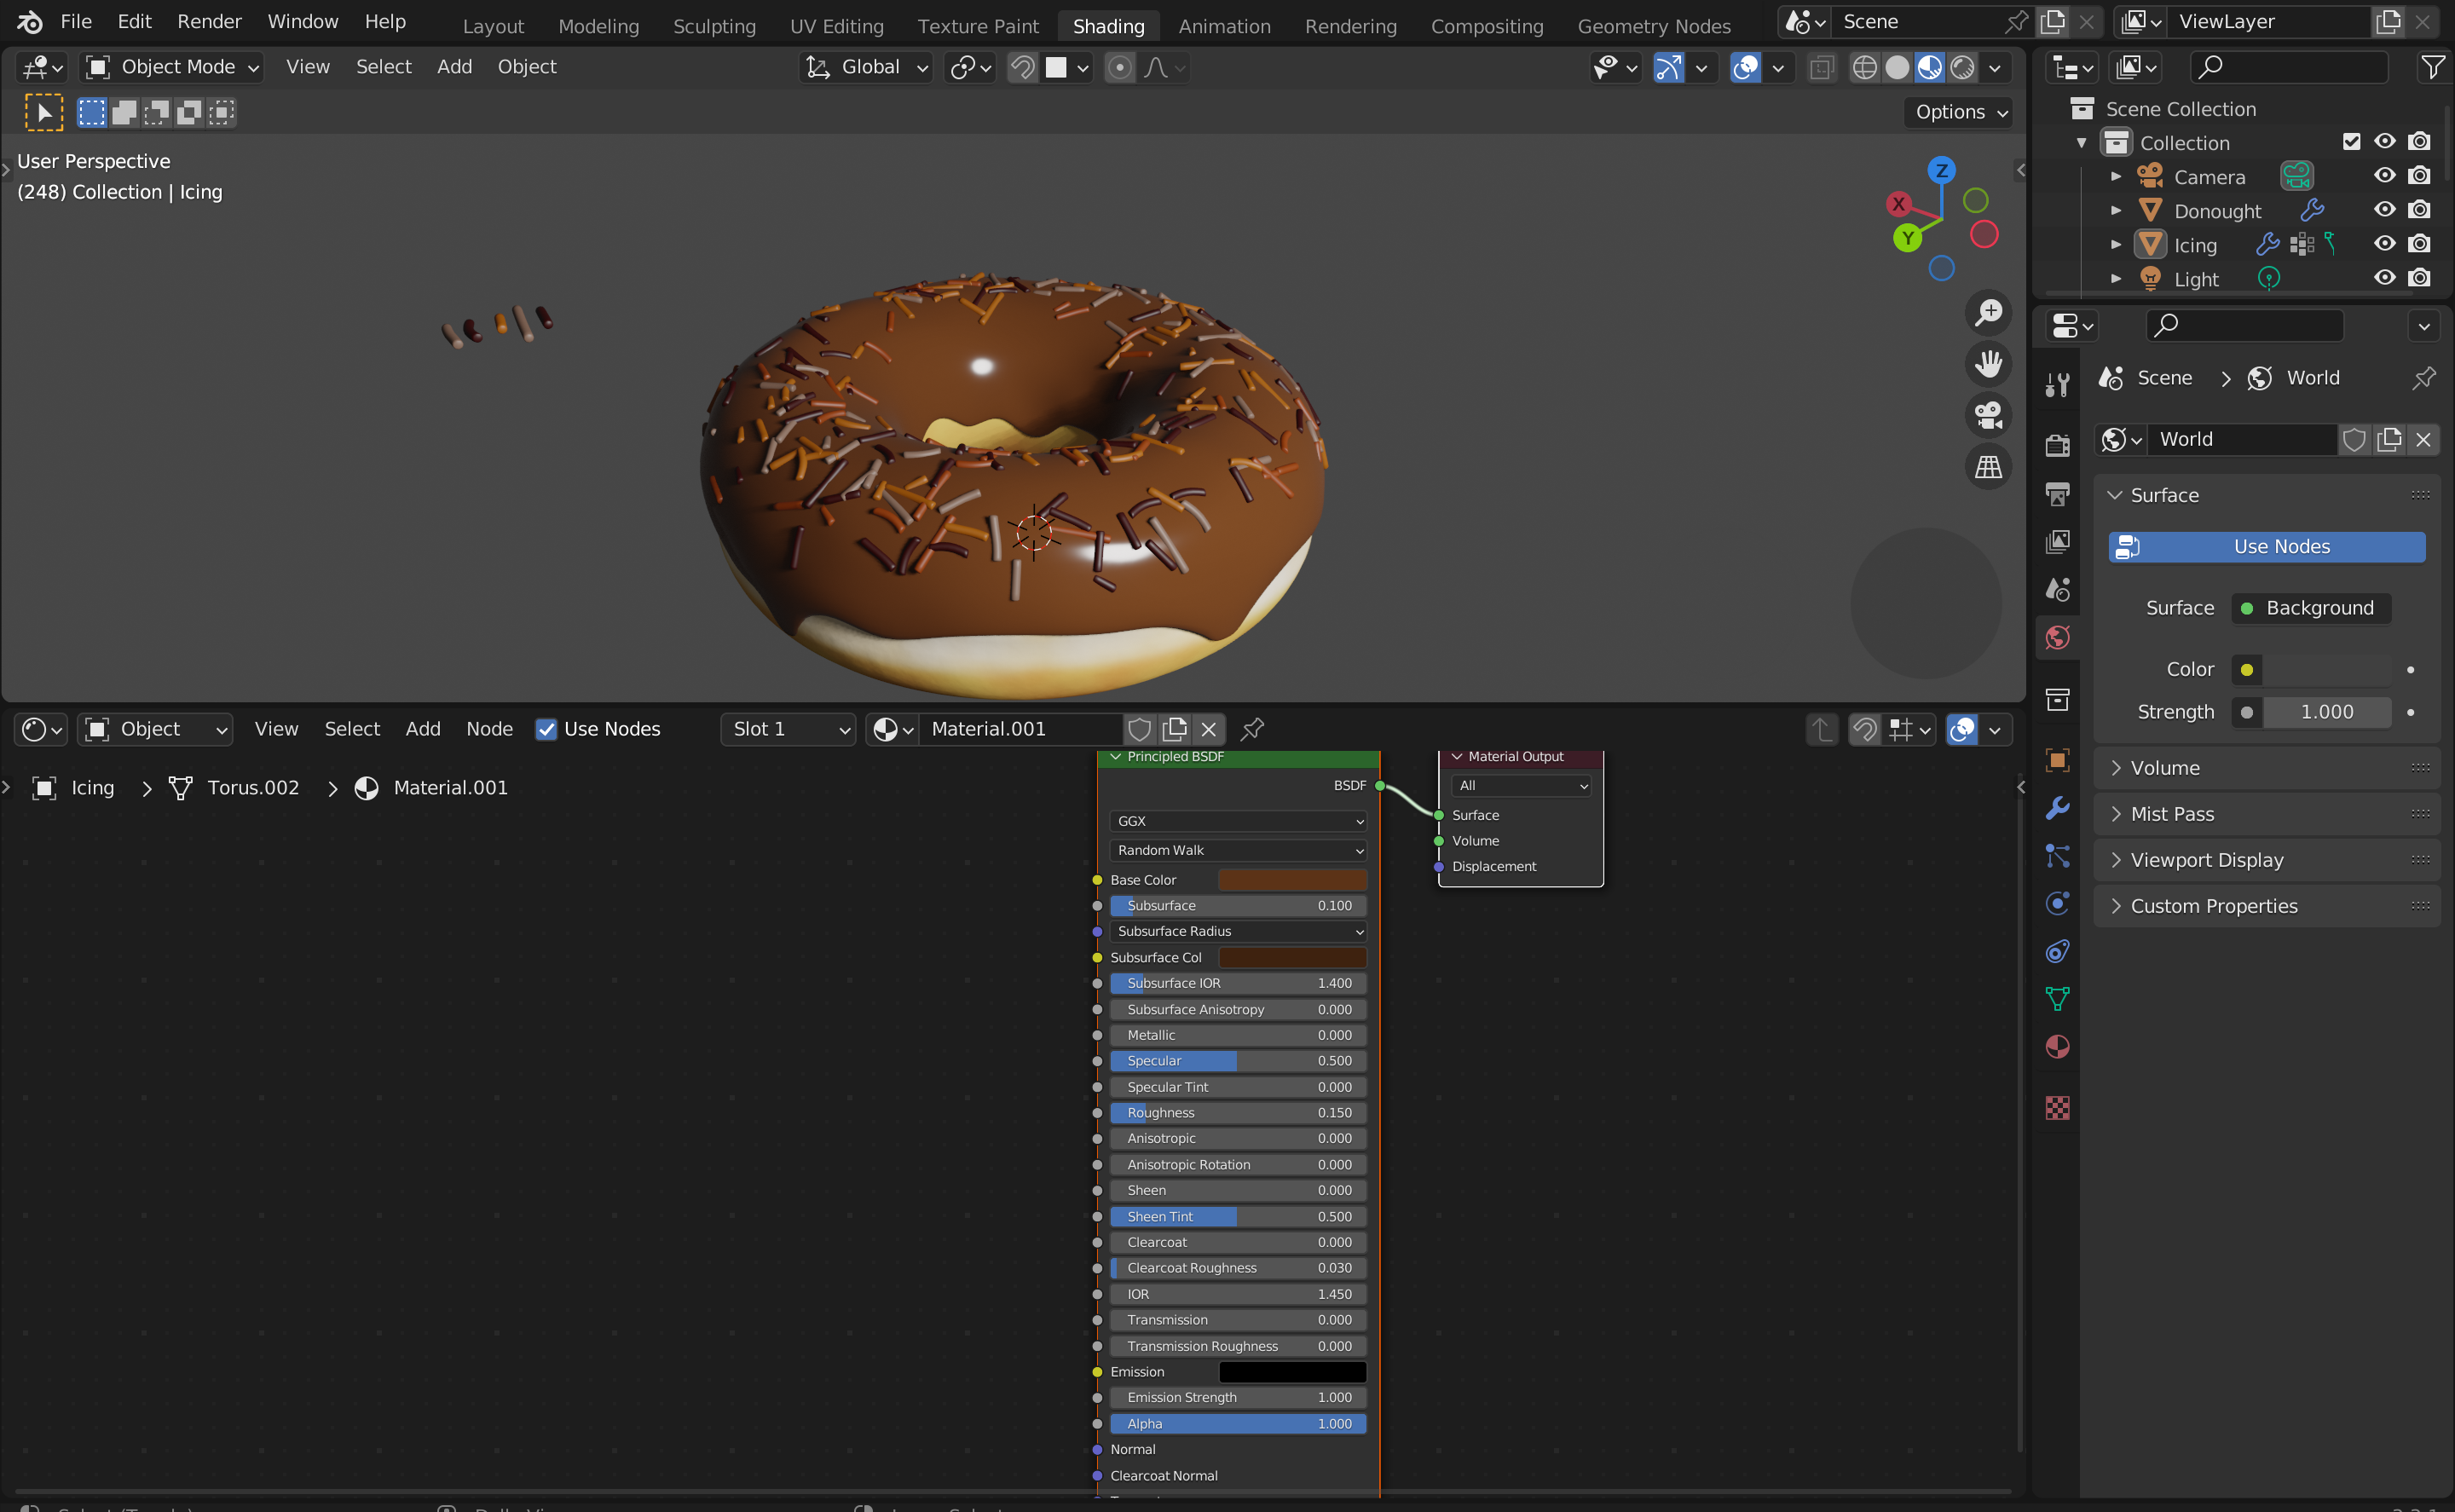 File Edit Render Window Help Layout Modeling Sculpting UV Editing Texture Paint Shading Animation Rendering Compositing Geometry Nodes Scene ViewLayer
Object Mode View Select Add Object Global
Options
User Perspective
(248) Collection | Icing
Z
X
Y
Scene Collection
Collection
Camera
Donought
Icing
Light
Scene > World
World
Surface
Use Nodes
Surface Background
Color
Strength 1.000
Volume
Mist Pass
Viewport Display
Custom Properties
Object View Select Add Node Use Nodes Slot 1 Material.001
Icing > Torus.002 > Material.001
Principled BSDF
BSDF
GGX
Random Walk
Base Color
Subsurface 0.100
Subsurface Radius
Subsurface Col
Subsurface IOR 1.400
Subsurface Anisotropy 0.000
Metallic 0.000
Specular 0.500
Specular Tint 0.000
Roughness 0.150
Anisotropic 0.000
Anisotropic Rotation 0.000
Sheen 0.000
Sheen Tint 0.500
Clearcoat 0.000
Clearcoat Roughness 0.030
IOR 1.450
Transmission 0.000
Transmission Roughness 0.000
Emission
Emission Strength 1.000
Alpha 1.000
Normal
Clearcoat Normal
Material Output
All
Surface
Volume
Displacement